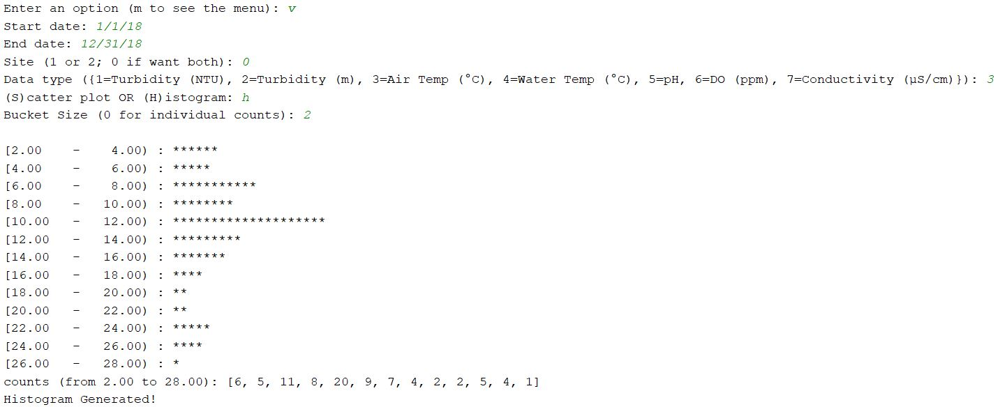 Enter an option (m to see the menu): v
Start date: 1/1/18
End date: 12/31/18
Site (1 or 2; 0 if want both): 0
Data type ({1=Turbidity (NTU), 2=Turbidity (m), 3=Air Temp (°C), 4=Water Temp (°C), 5=pH, 6=DO (ppm), 7=Conductivity (µS/cm)}): 3
(S)catter plot OR (H)istogram: h
Bucket Size (0 for individual counts): 2
[2.00    -    4.00) : ******
[4.00    -    6.00) : *****
[6.00    -    8.00) : ***********
[8.00    -   10.00) : ********
[10.00   -   12.00) : ********************
[12.00   -   14.00) : *********
[14.00   -   16.00) : *******
[16.00   -   18.00) : ****
[18.00   -   20.00) : **
[20.00   -   22.00) : **
[22.00   -   24.00) : *****
[24.00   -   26.00) : ****
[26.00   -   28.00) : *
counts (from 2.00 to 28.00): [6, 5, 11, 8, 20, 9, 7, 4, 2, 2, 5, 4, 1]
Histogram Generated!